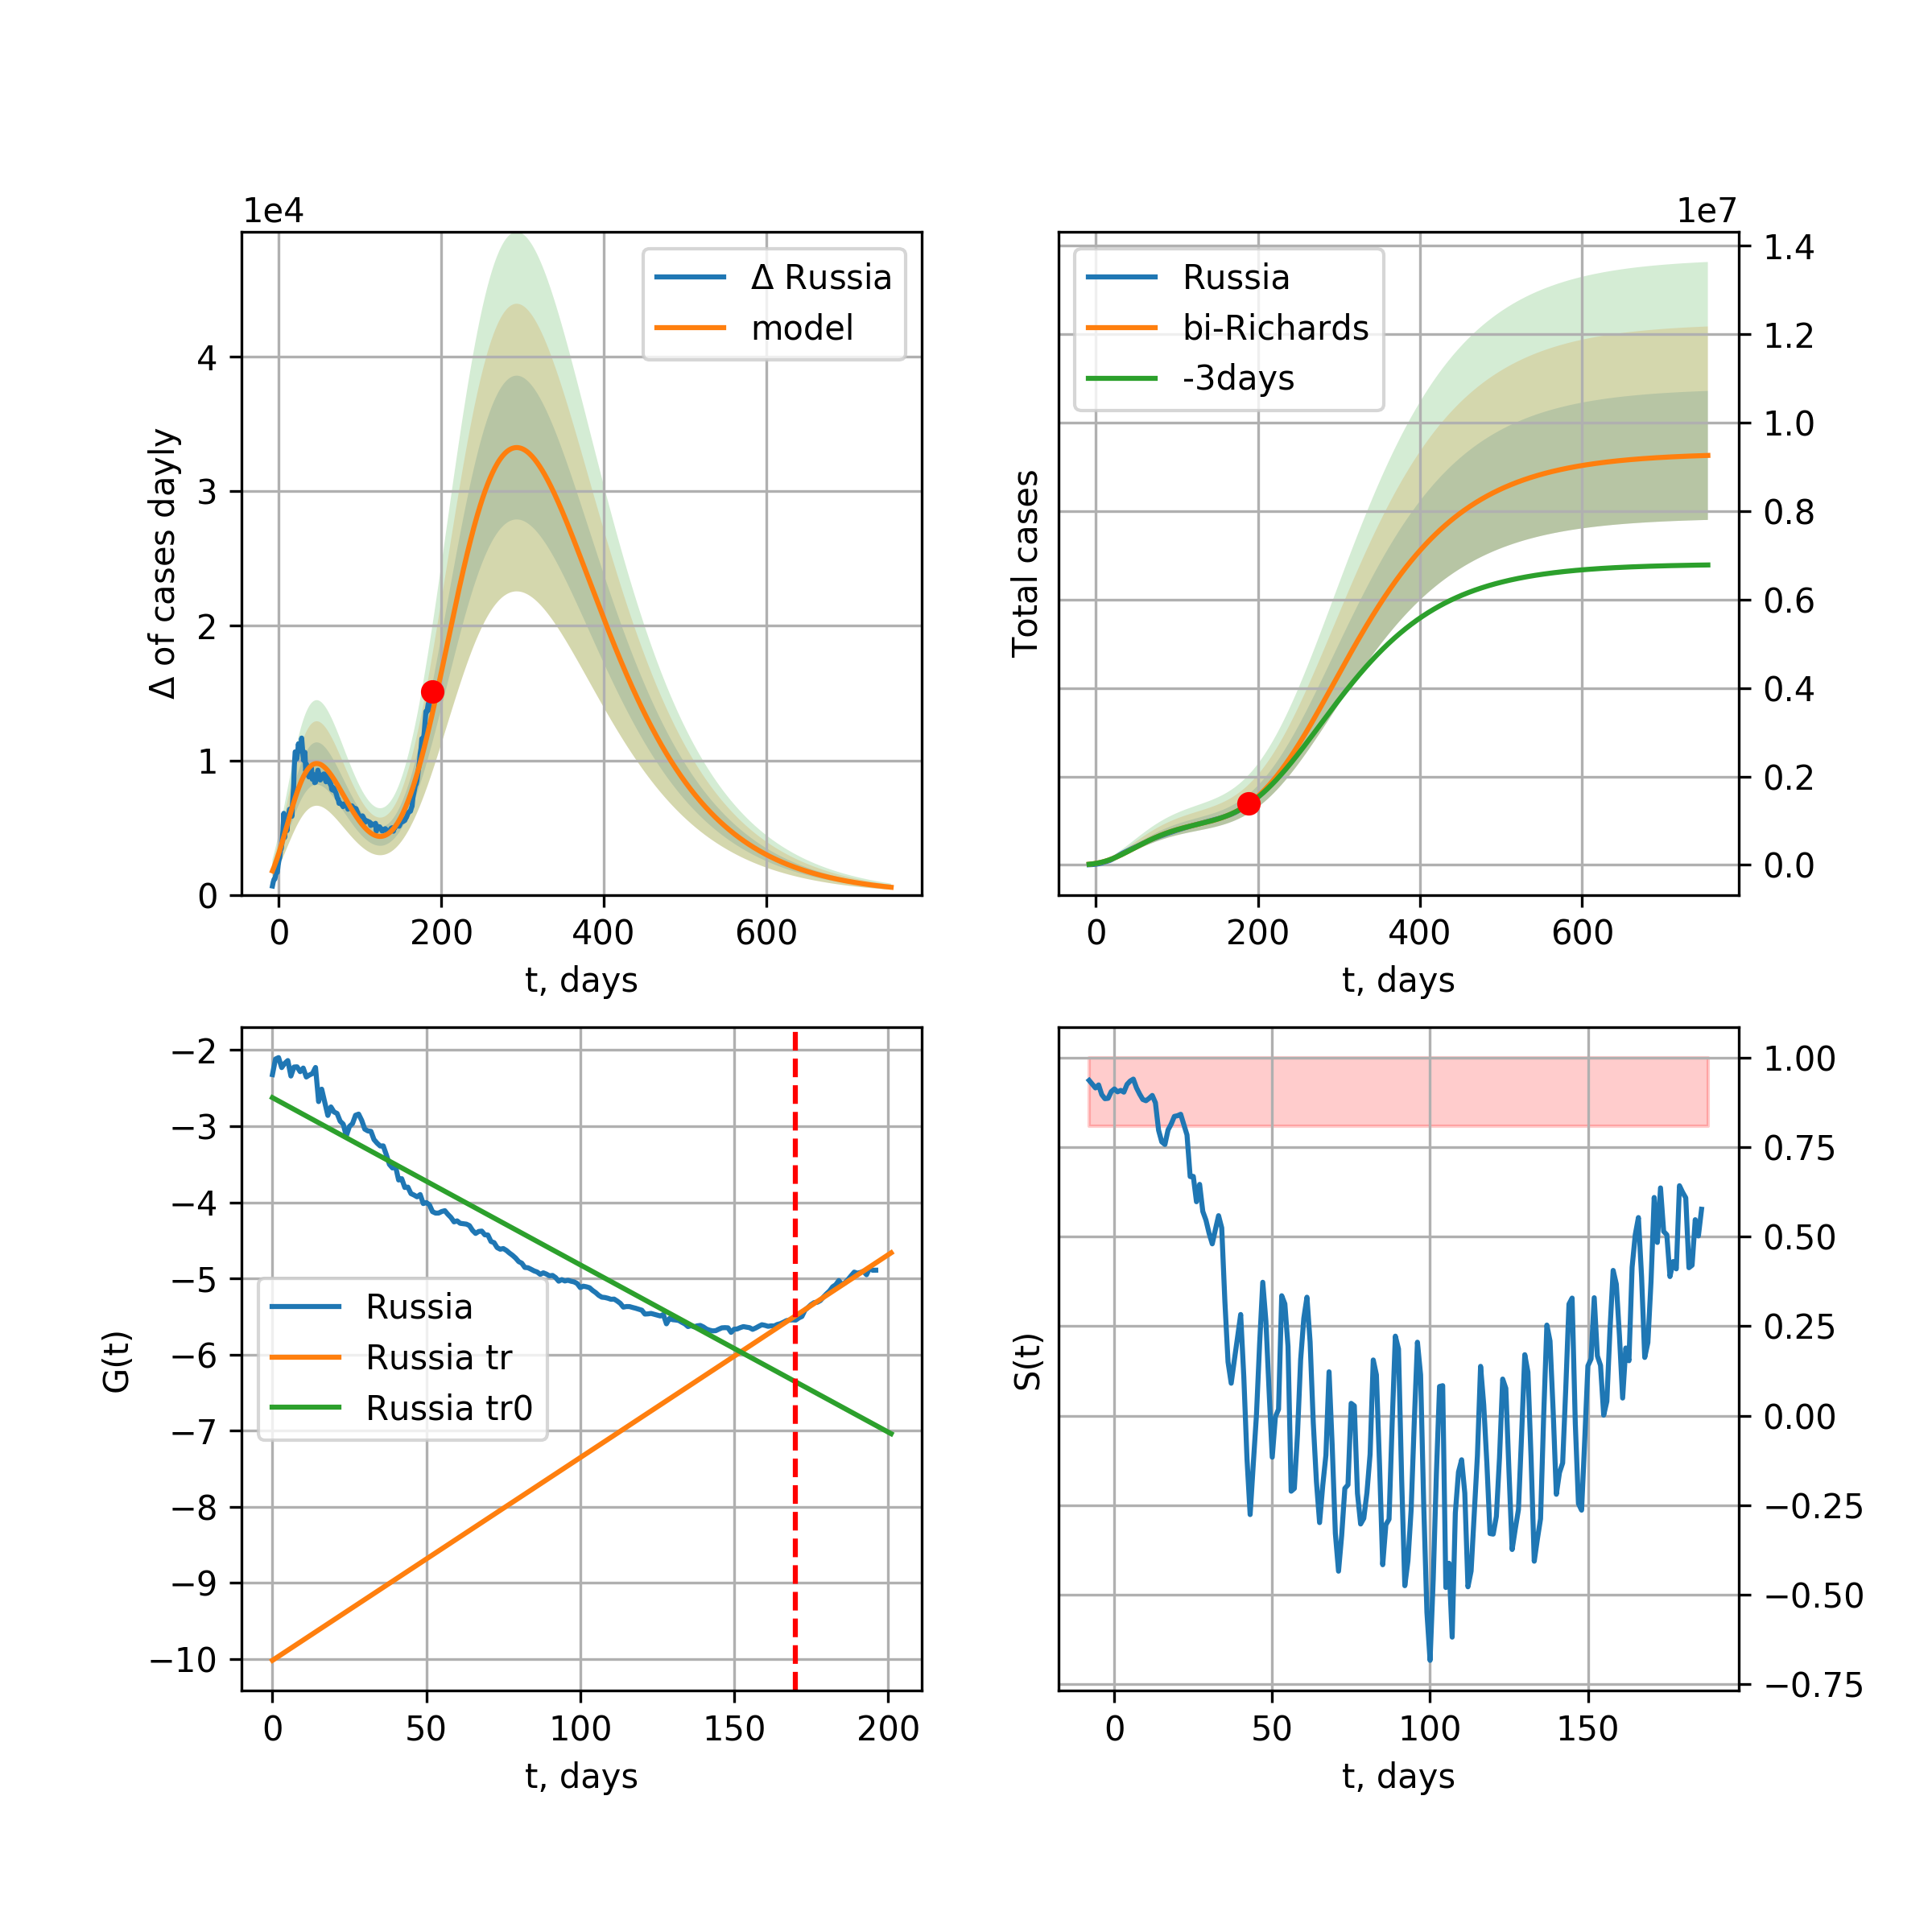 1e4
Δ of cases dayly
4
3
2
1
0
0 200 400 600
t, days
Δ Russia
model
1e7
Total cases
1.4
1.2
1.0
0.8
0.6
0.4
0.2
0.0
0 200 400 600
t, days
Russia
bi-Richards
-3days
G(t)
−2
−3
−4
−5
−6
−7
−8
−9
−10
0 50 100 150 200
t, days
Russia
Russia tr
Russia tr0
S(t)
1.00
0.75
0.50
0.25
0.00
−0.25
−0.50
−0.75
0 50 100 150
t, days